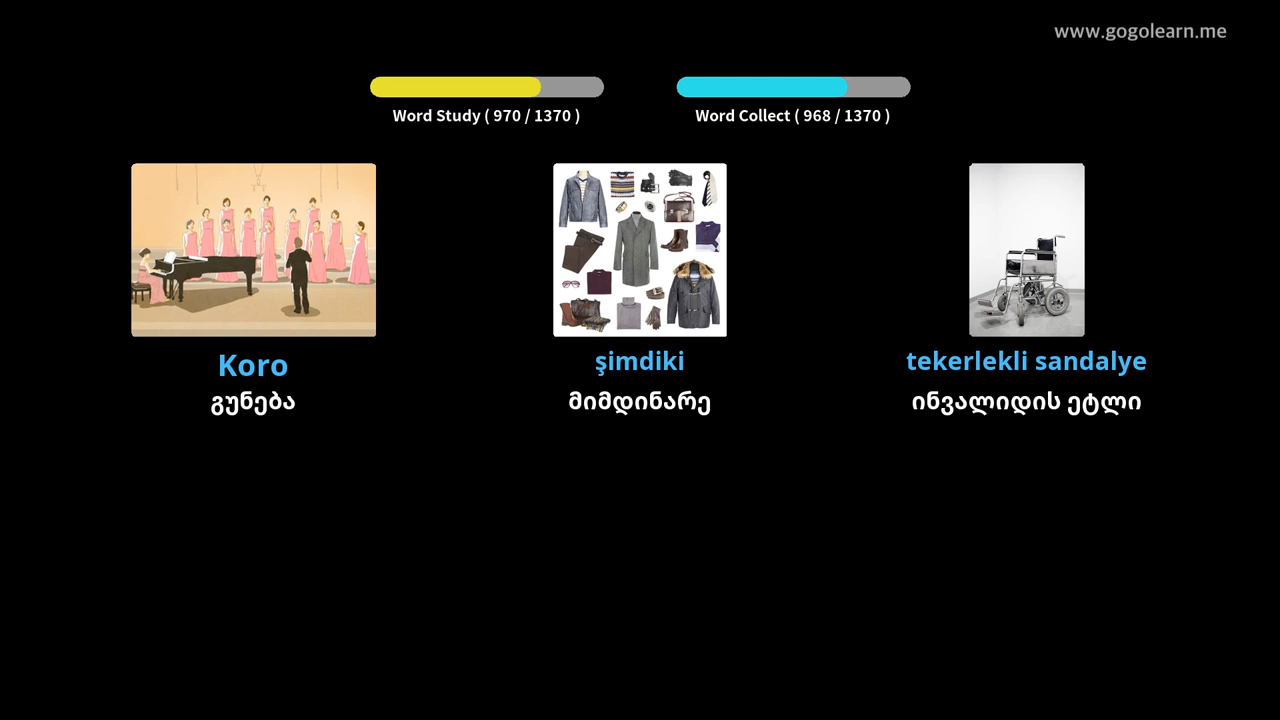 www.gogolearn.me
Word Study ( 970 / 1370 )
Word Collect ( 968 / 1370 )
Koro
გუნება
şimdiki
მიმდინარე
tekerlekli sandalye
ინვალიდის ეტლი